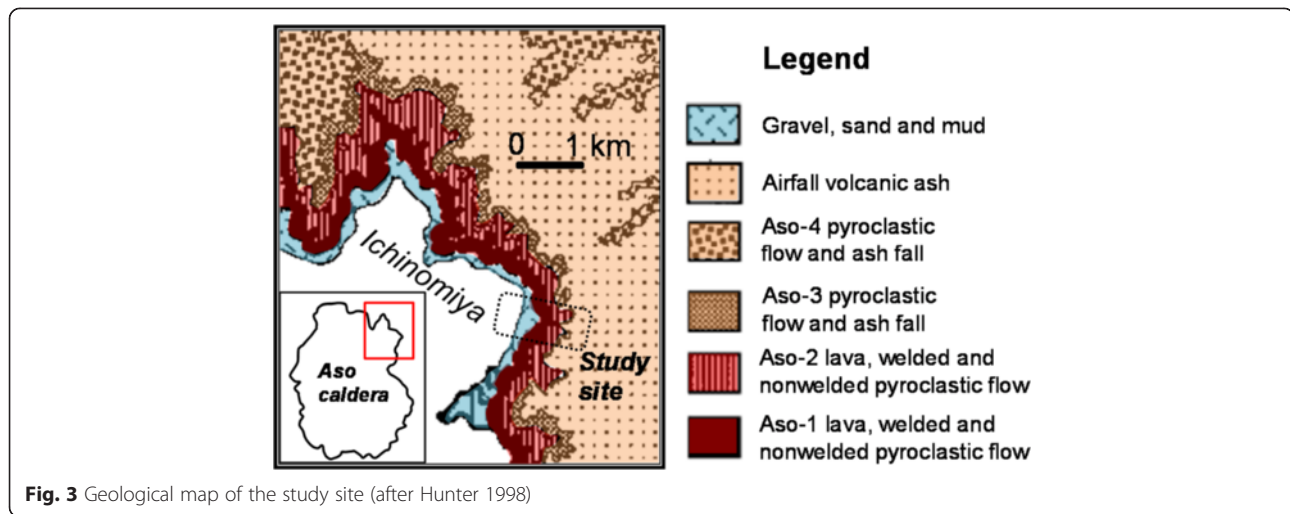 0 1 km
Ichinomiya
Aso
caldera
Study
site
Legend
Gravel, sand and mud
Airfall volcanic ash
Aso-4 pyroclastic
flow and ash fall
Aso-3 pyroclastic
flow and ash fall
Aso-2 lava, welded and
nonwelded pyroclastic flow
Aso-1 lava, welded and
nonwelded pyroclastic flow
Fig. 3 Geological map of the study site (after Hunter 1998)